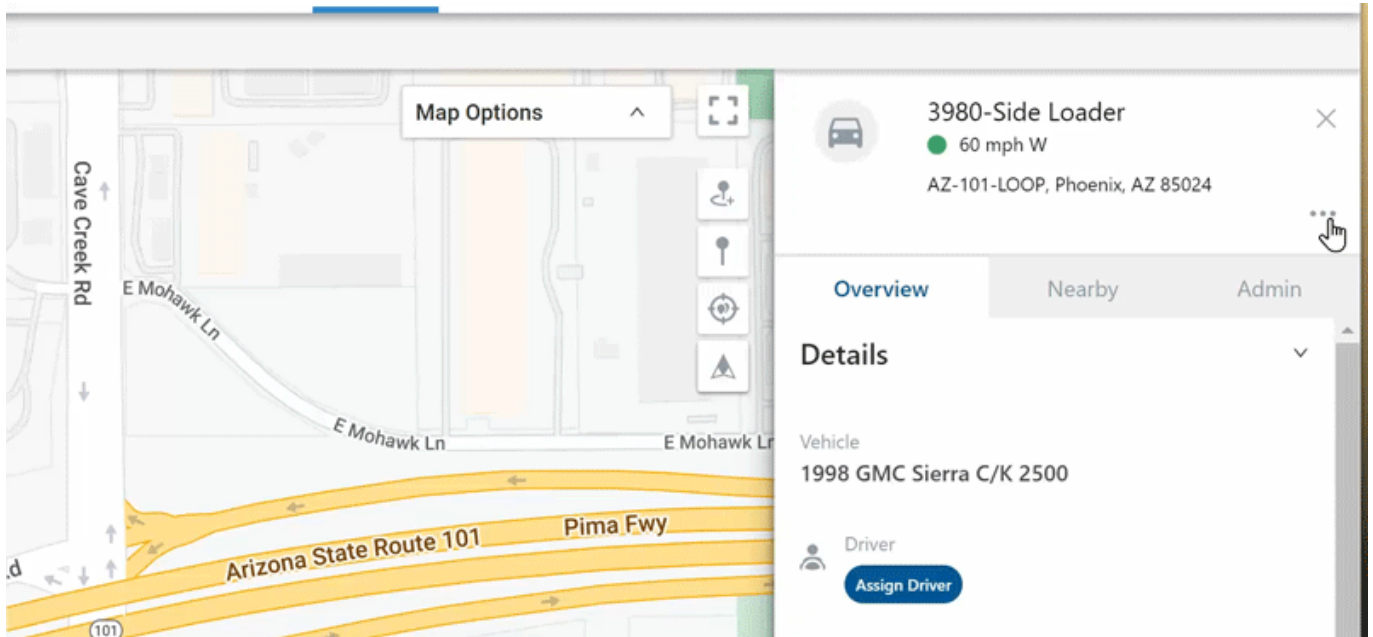 Map Options
3980-Side Loader
60 mph W
AZ-101-LOOP, Phoenix, AZ 85024
Cave Creek Rd
E Mohawk Ln
E Mohawk Ln
E Mohawk Ln
Overview
Nearby
Admin
Details
Vehicle
1998 GMC Sierra C/K 2500
Pima Fwy
Arizona State Route 101
Driver
Assign Driver
101